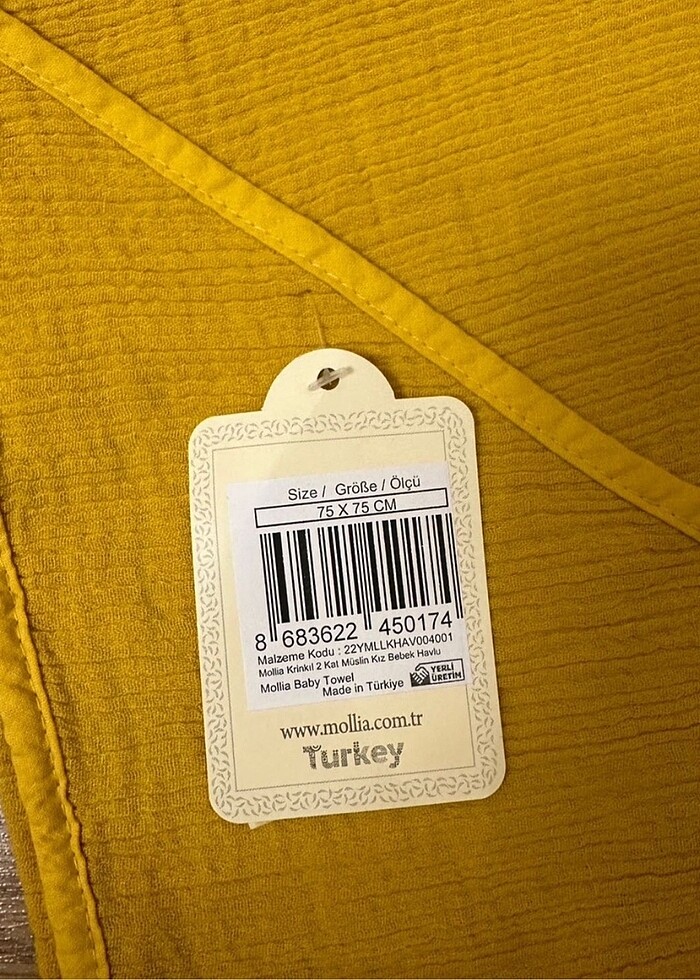 Size / Größe / Ölçü
75 X 75 CM
8 683622 450174
Malzeme Kodu : 22YMLLKHAV004001
Mollia Krinkıl 2 Kat Müslin Kız Bebek Havlu
Mollia Baby Towel
Made in Türkiye
YERLİ
ÜRETİM
www.mollia.com.tr
Turkey